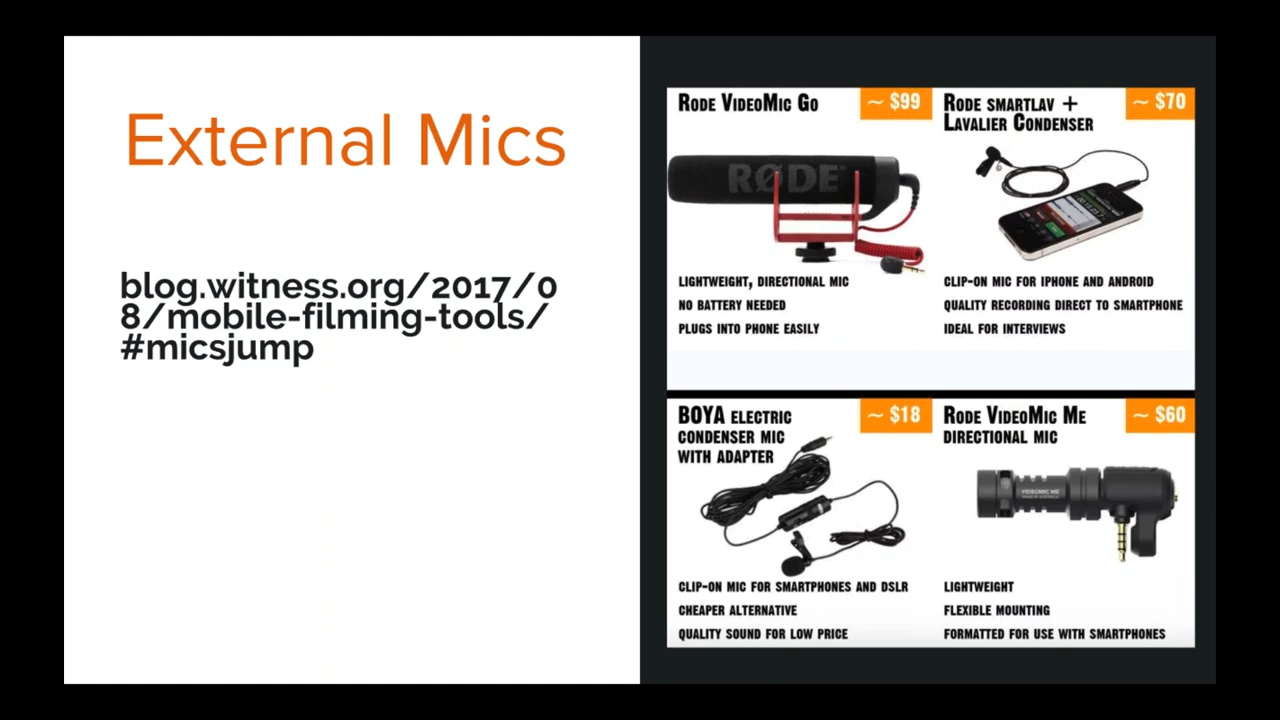 External Mics
blog.witness.org/2017/0
8/mobile-filming-tools/
#micsjump
Rode VideoMic Go
~ $99
RØDE
LIGHTWEIGHT, DIRECTIONAL MIC
NO BATTERY NEEDED
PLUGS INTO PHONE EASILY
Rode smartlav +
Lavalier Condenser
~ $70
CLIP-ON MIC FOR IPHONE AND ANDROID
QUALITY RECORDING DIRECT TO SMARTPHONE
IDEAL FOR INTERVIEWS
BOYA electric
condenser mic
with adapter
~ $18
CLIP-ON MIC FOR SMARTPHONES AND DSLR
CHEAPER ALTERNATIVE
QUALITY SOUND FOR LOW PRICE
Rode VideoMic Me
directional mic
~ $60
VIDEOMIC ME
LIGHTWEIGHT
FLEXIBLE MOUNTING
FORMATTED FOR USE WITH SMARTPHONES